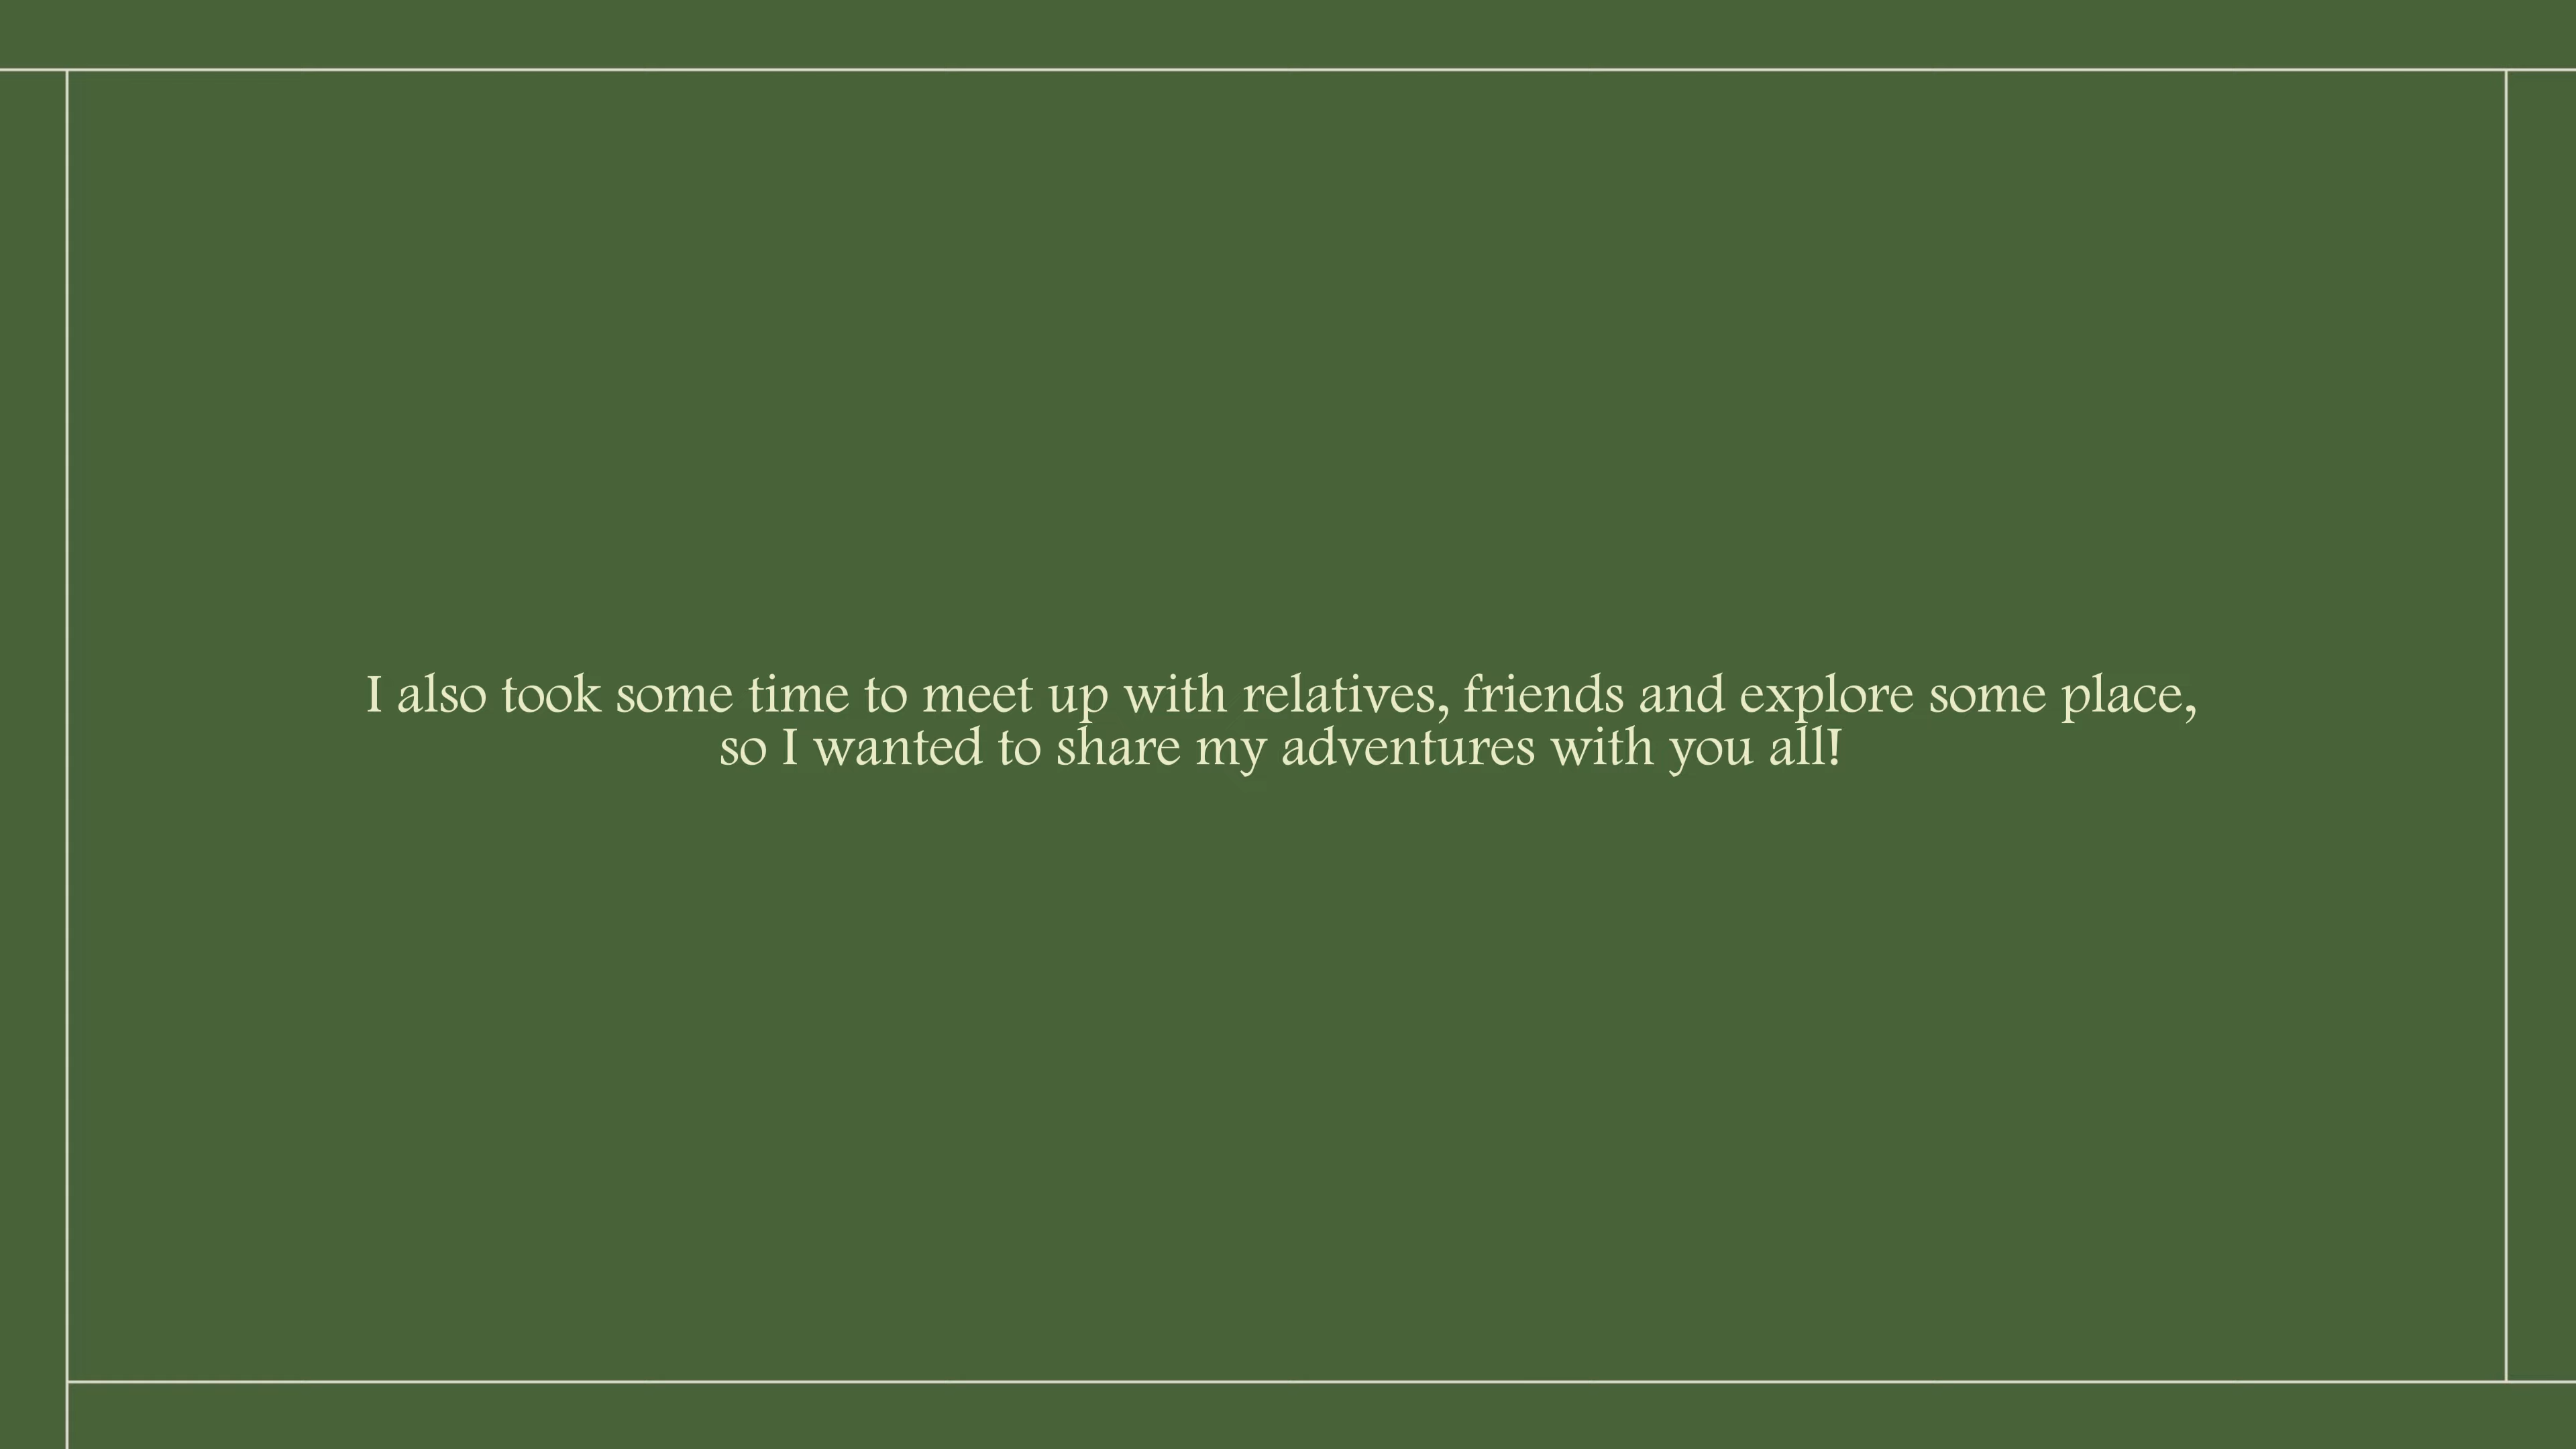 I also took some time to meet up with relatives, friends and explore some place,
so I wanted to share my adventures with you all!